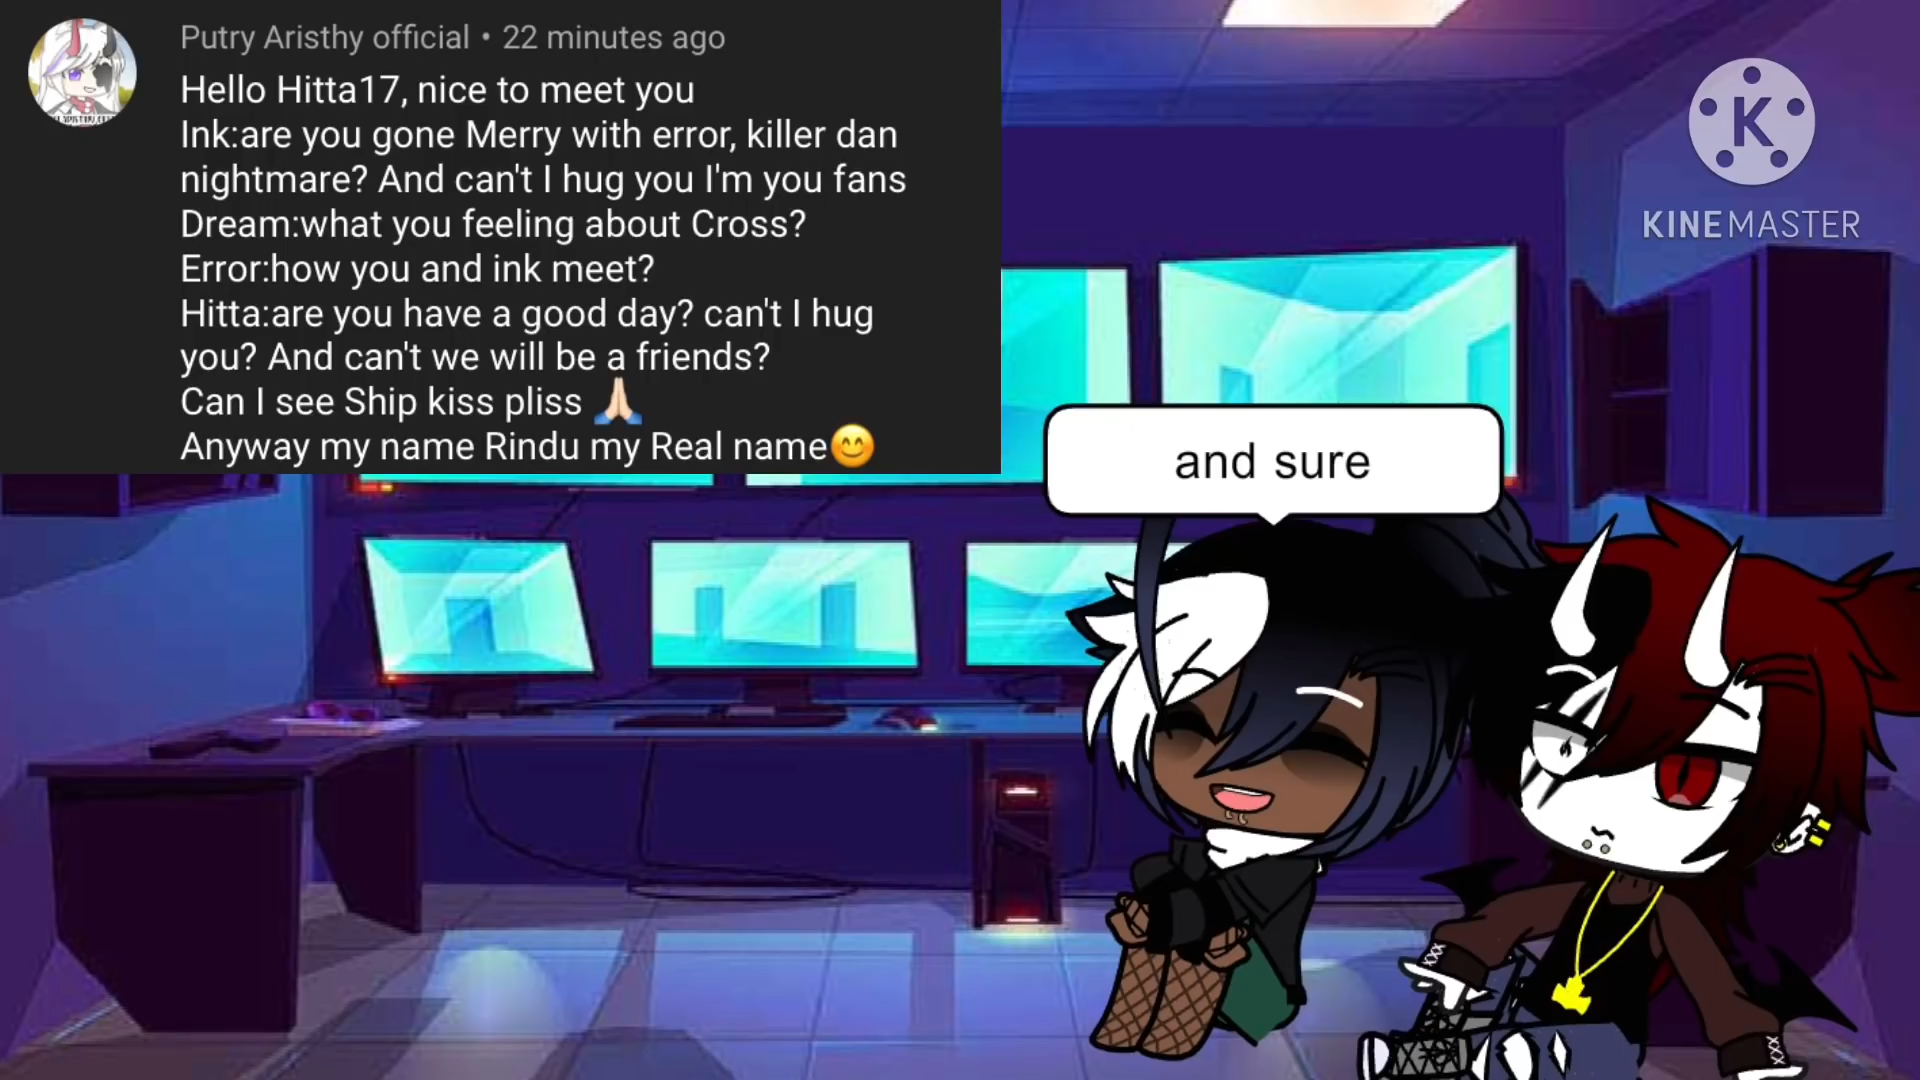 Putry Aristhy official • 22 minutes ago
Hello Hitta17, nice to meet you
Ink:are you gone Merry with error, killer dan
nightmare? And can't I hug you I'm you fans
Dream:what you feeling about Cross?
Error:how you and ink meet?
Hitta:are you have a good day? can't I hug
you? And can't we will be a friends?
Can I see Ship kiss pliss 🙏🏻
Anyway my name Rindu my Real name😊
K
KINEMASTER
and sure